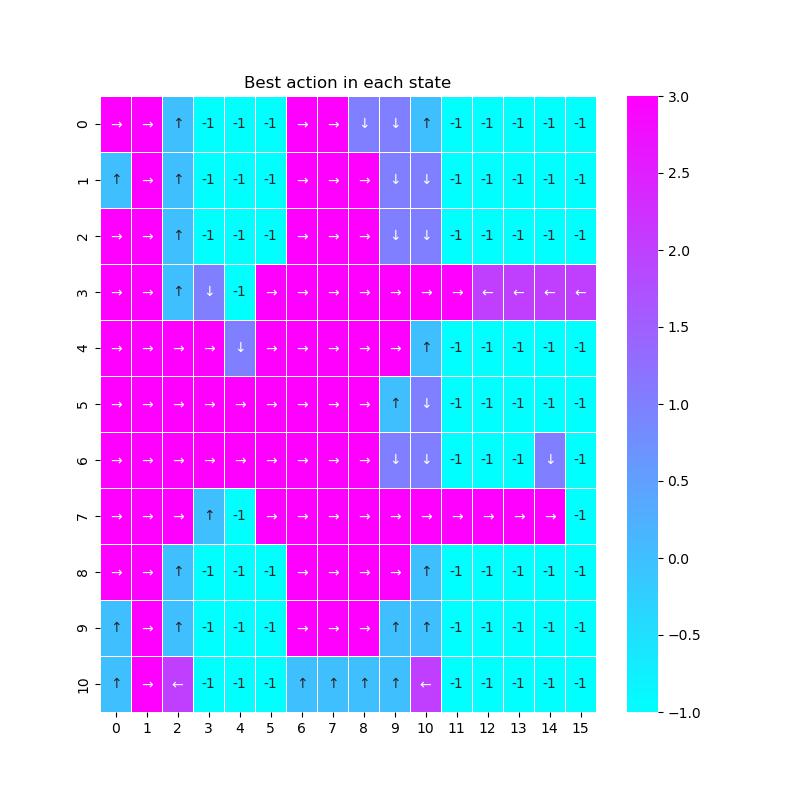 Best action in each state
0 → → ↑ -1 -1 -1 → → ↓ ↓ ↑ -1 -1 -1 -1 -1
1 ↑ → ↑ -1 -1 -1 → → → ↓ ↓ -1 -1 -1 -1 -1
2 → → ↑ -1 -1 -1 → → → ↓ ↓ -1 -1 -1 -1 -1
3 → → ↑ ↓ -1 → → → → → → → ← ← ← ←
4 → → → → ↓ → → → → → ↑ -1 -1 -1 -1 -1
5 → → → → → → → → → ↑ ↓ -1 -1 -1 -1 -1
6 → → → → → → → → → ↓ ↓ -1 -1 -1 ↓ -1
7 → → → ↑ -1 → → → → → → → → → → -1
8 → → ↑ -1 -1 -1 → → → → ↑ -1 -1 -1 -1 -1
9 ↑ → ↑ -1 -1 -1 → → → ↑ ↑ -1 -1 -1 -1 -1
10 ↑ → ← -1 -1 -1 ↑ ↑ ↑ ↑ ← -1 -1 -1 -1 -1
0 1 2 3 4 5 6 7 8 9 10 11 12 13 14 15
3.0
2.5
2.0
1.5
1.0
0.5
0.0
−0.5
−1.0